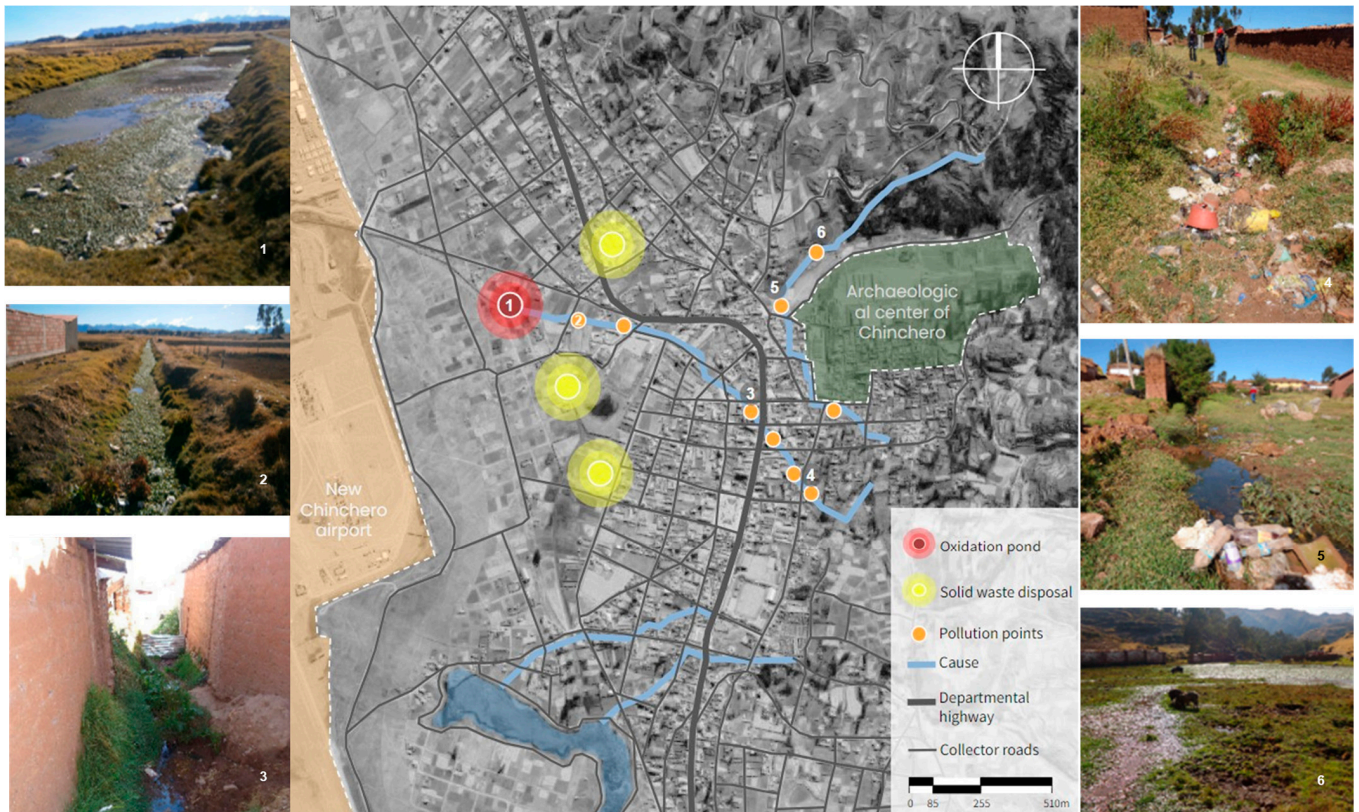 1
2
3
1
2
3
4
5
6
Archaeologic
al center of
Chinchero
New
Chinchero
airport
Oxidation pond
Solid waste disposal
Pollution points
Cause
Departmental
highway
Collector roads
0 85 255 510m
4
5
6